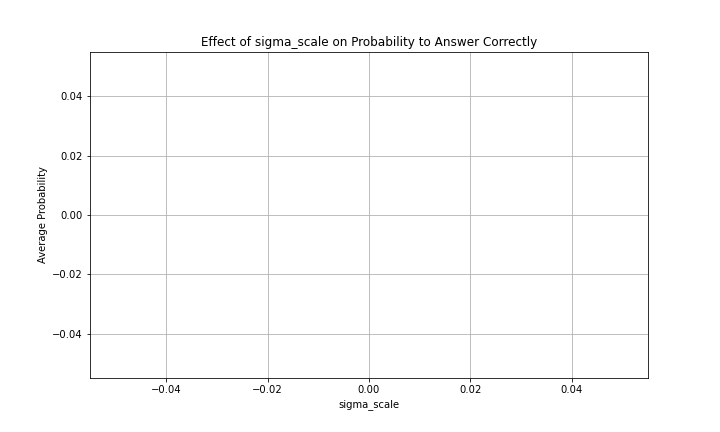 Effect of sigma_scale on Probability to Answer Correctly
Average Probability
0.04
0.02
0.00
−0.02
−0.04
−0.04 −0.02 0.00 0.02 0.04
sigma_scale